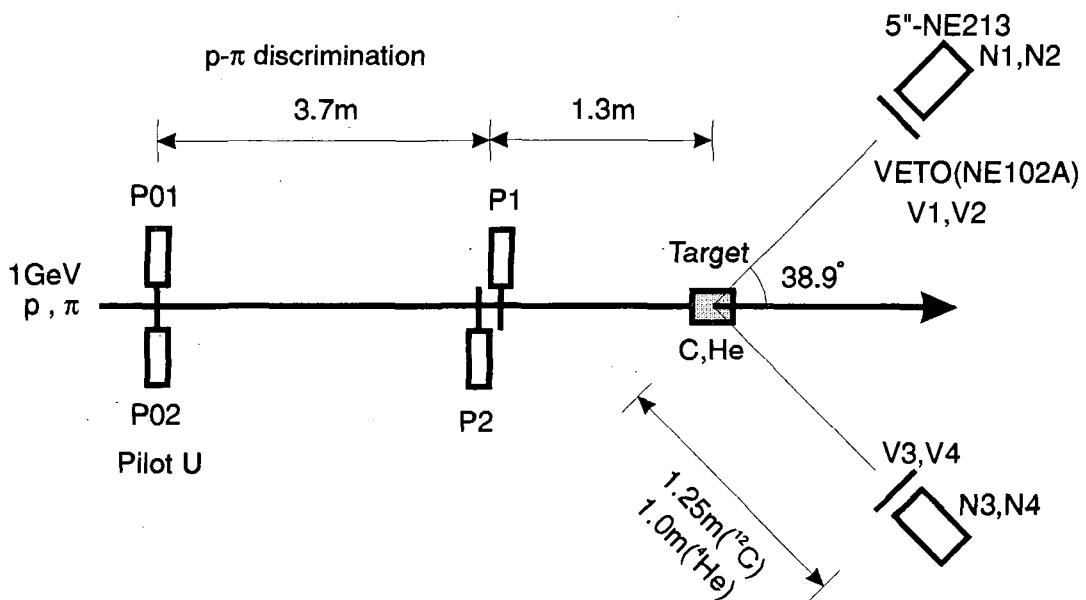 5"-NE213
N1,N2
p-π discrimination
3.7m
1.3m
VETO(NE102A)
V1,V2
P01
P1
Target
38.9°
1GeV
p , π
C,He
P02
P2
Pilot U
V3,V4
N3,N4
1.25m(¹²C)
1.0m(⁴He)